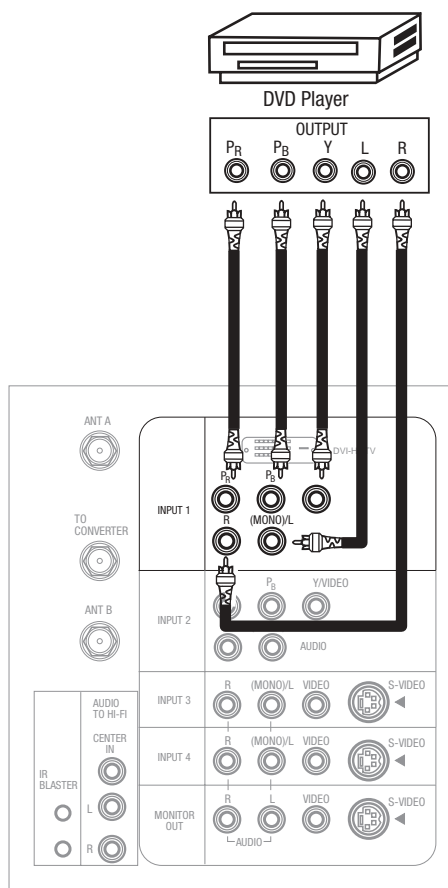 DVD Player
OUTPUT
PR PB Y L R
ANT A
TO
CONVERTER
ANT B
DVI-HDTV
INPUT 1
PR PB
R (MONO)/L
INPUT 2
PB Y/VIDEO
AUDIO
INPUT 3
R (MONO)/L VIDEO S-VIDEO
INPUT 4
R (MONO)/L VIDEO S-VIDEO
MONITOR
OUT
R L VIDEO S-VIDEO
AUDIO
AUDIO
TO HI-FI
CENTER
IN
IR
BLASTER
L
R